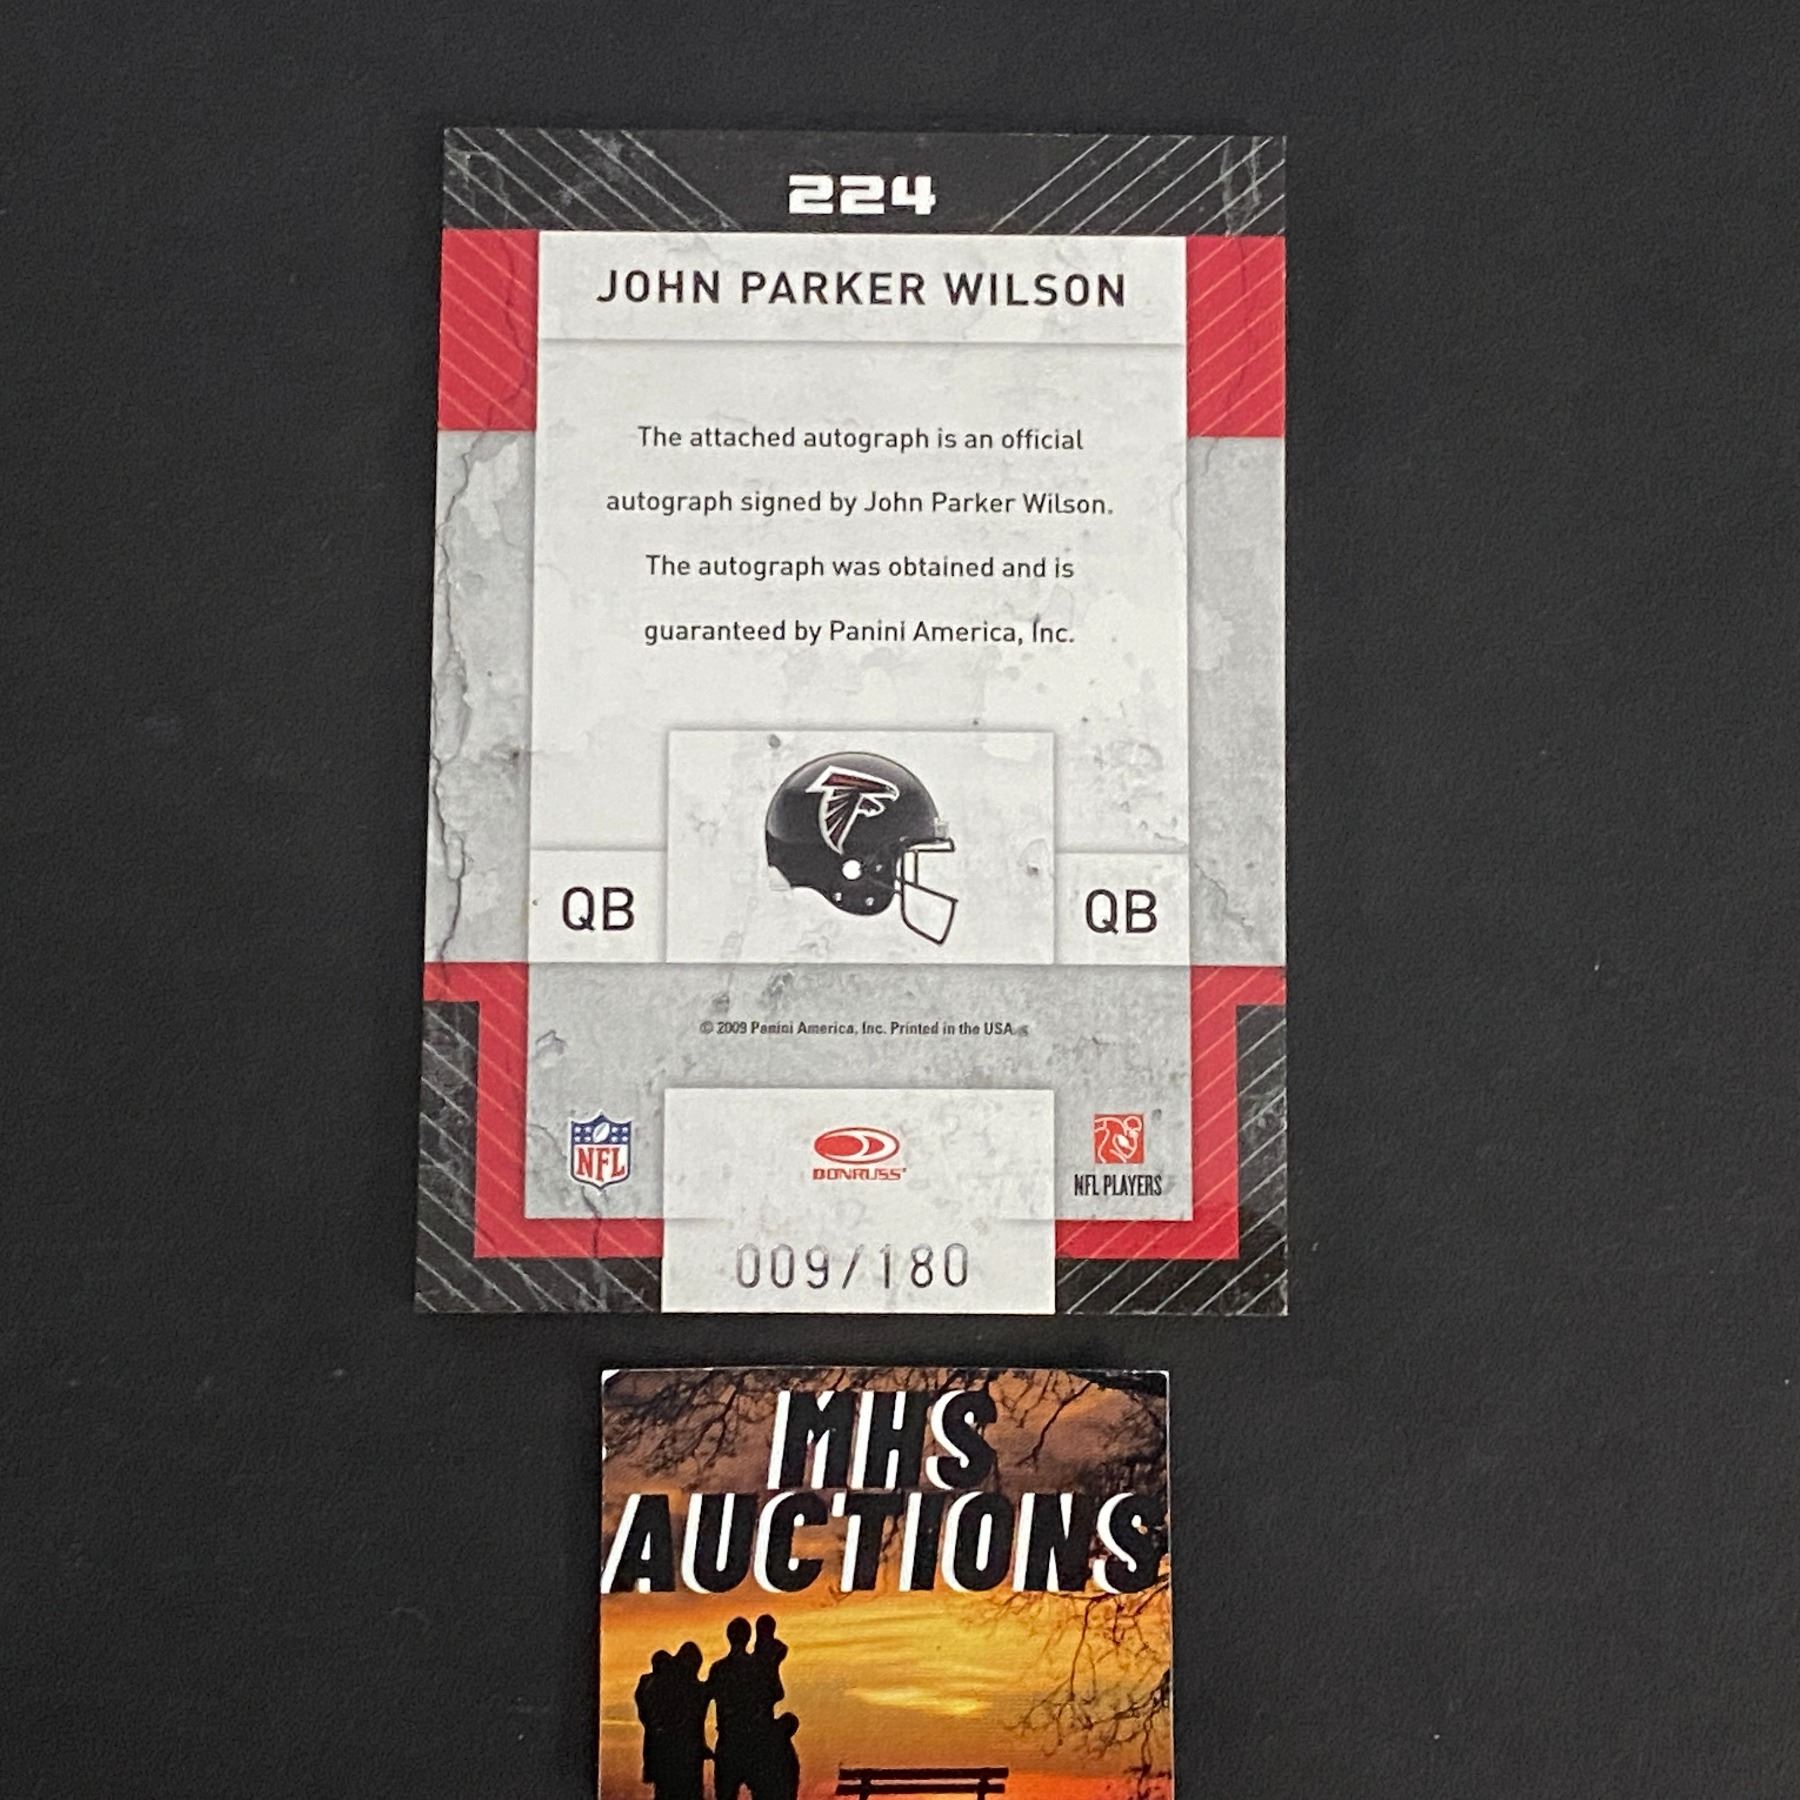 224
JOHN PARKER WILSON
The attached autograph is an official
autograph signed by John Parker Wilson.
The autograph was obtained and is
guaranteed by Panini America, Inc.
QB
QB
© 2009 Panini America, Inc. Printed in the USA.
NFL
DONRUSS
NFL PLAYERS
009/180
MHS
AUCTIONS